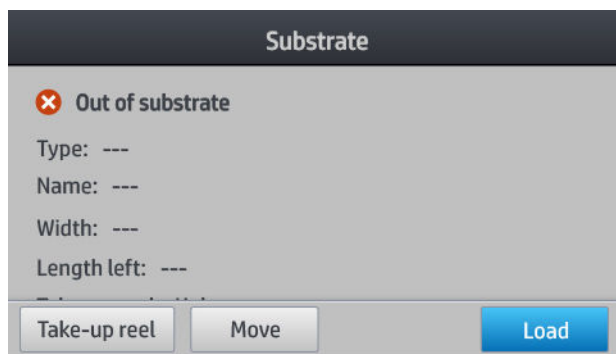 Substrate
Out of substrate
Type: ---
Name: ---
Width: ---
Length left: ---
Take-up reel
Move
Load